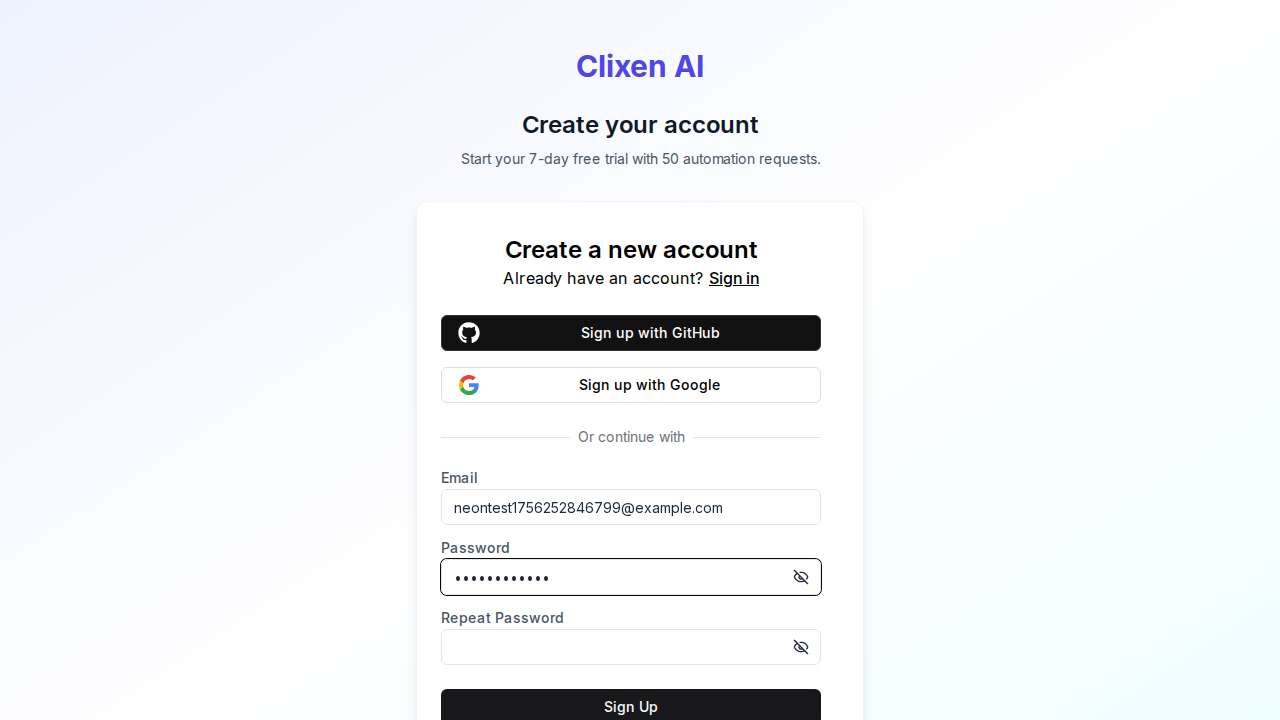 Clixen AI
Create your account
Start your 7-day free trial with 50 automation requests.
Create a new account
Already have an account? Sign in
Sign up with GitHub
Sign up with Google
Or continue with
Email
neontest1756252846799@example.com
Password
••••••••••••
Repeat Password
Sign Up